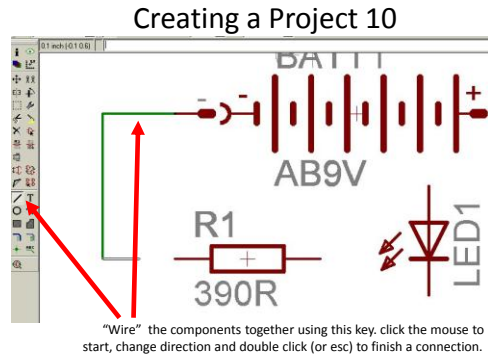 Creating a Project 10
0.1 inch (-0.1 0.6)
BATT1
- - +
AB9V
R1
390R
LED1
"Wire" the components together using this key. click the mouse to
start, change direction and double click (or esc) to finish a connection.